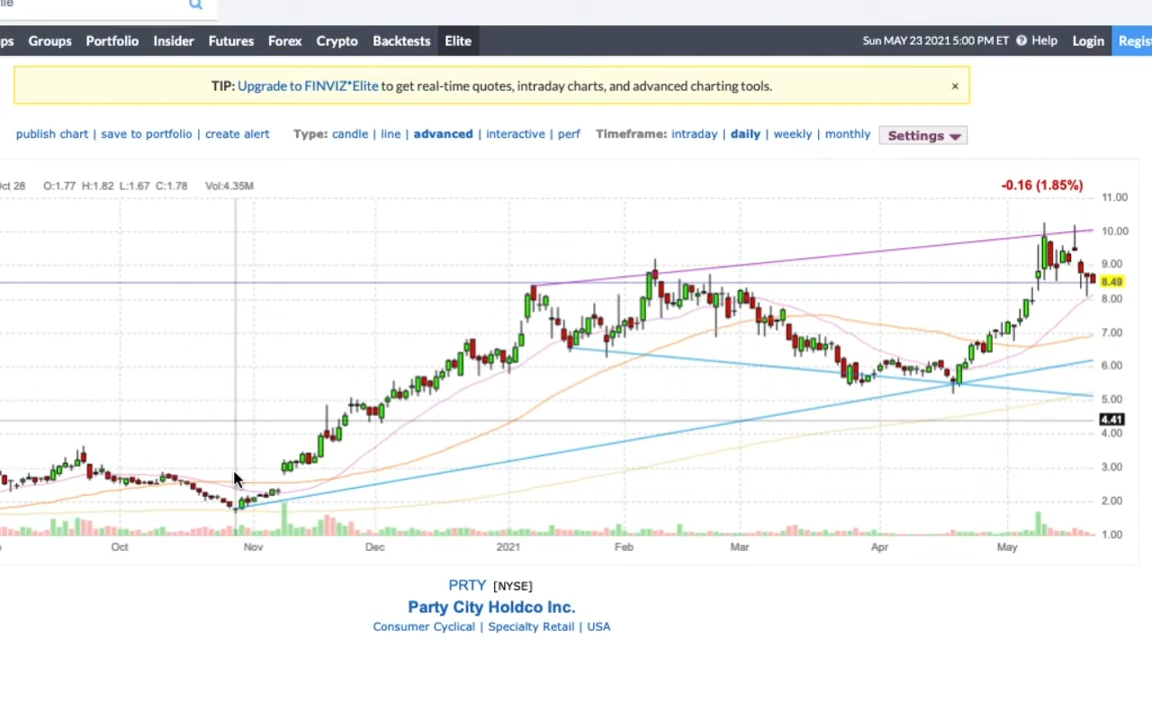 ile
ps Groups Portfolio Insider Futures Forex Crypto Backtests Elite Sun MAY 23 2021 5:00 PM ET ? Help Login Regis
TIP: Upgrade to FINVIZ*Elite to get real-time quotes, intraday charts, and advanced charting tools. ×
publish chart | save to portfolio | create alert Type: candle | line | advanced | interactive | perf Timeframe: intraday | daily | weekly | monthly Settings
ct 28 O:1.77 H:1.82 L:1.67 C:1.78 Vol:4.35M -0.16 (1.85%)
11.00
10.00
9.00
8.49
8.00
7.00
6.00
5.00
4.41
4.00
3.00
2.00
1.00
Oct Nov Dec 2021 Feb Mar Apr May
PRTY [NYSE]
Party City Holdco Inc.
Consumer Cyclical | Specialty Retail | USA